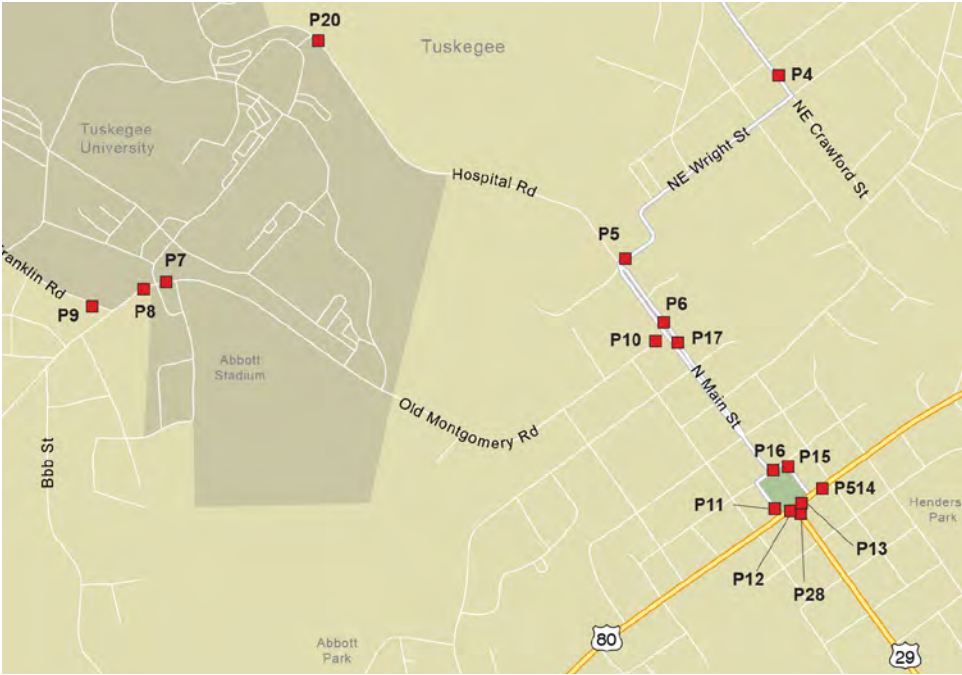 P20
Tuskegee
P4
Tuskegee
University
NE Wright St
NE Crawford St
Hospital Rd
P5
Franklin Rd
P7
P9
P8
P6
P10
P17
Abbott
Stadium
N Main St
Old Montgomery Rd
Bbb St
P16
P15
P514
P11
Henders
Park
P13
P12
P28
80
Abbott
Park
29